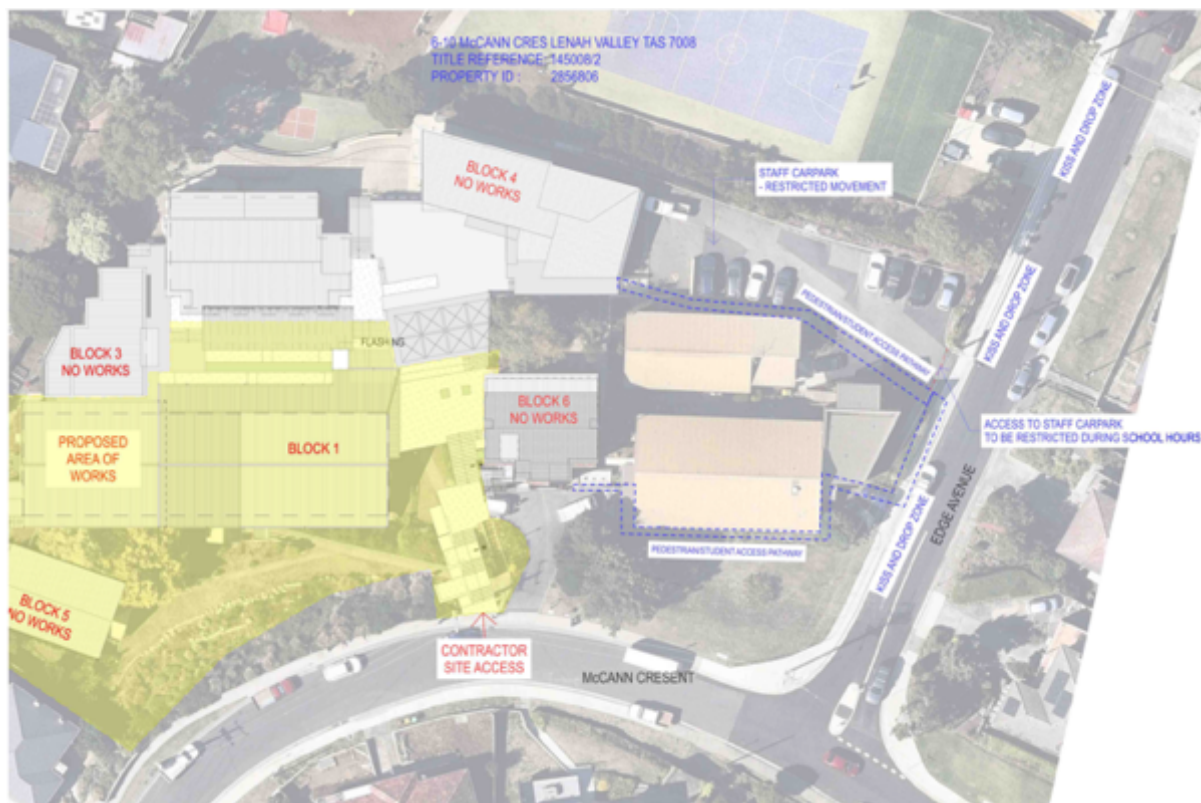 6-10 McCANN CRES LENAH VALLEY TAS 7008
TITLE REFERENCE: 145008/2
PROPERTY ID : 2856806
KISS AND DROP ZONE
BLOCK 4
NO WORKS
STAFF CARPARK
- RESTRICTED MOVEMENT
KISS AND DROP ZONE
PEDESTRIAN/STUDENT ACCESS PATHWAY
FLASHING
BLOCK 3
NO WORKS
BLOCK 6
NO WORKS
ACCESS TO STAFF CARPARK
TO BE RESTRICTED DURING SCHOOL HOURS
PROPOSED
AREA OF
WORKS
BLOCK 1
EDGE AVENUE
KISS AND DROP ZONE
PEDESTRIAN/STUDENT ACCESS PATHWAY
BLOCK 5
NO WORKS
CONTRACTOR
SITE ACCESS
McCANN CRESENT